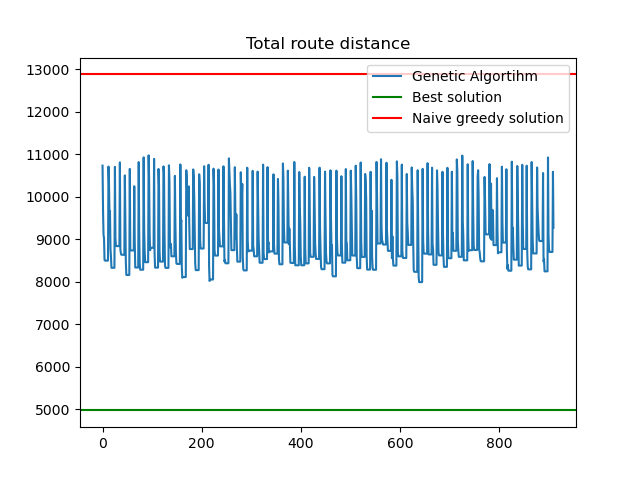 Total route distance
Genetic Algortihm
Best solution
Naive greedy solution
13000
12000
11000
10000
9000
8000
7000
6000
5000
0 200 400 600 800